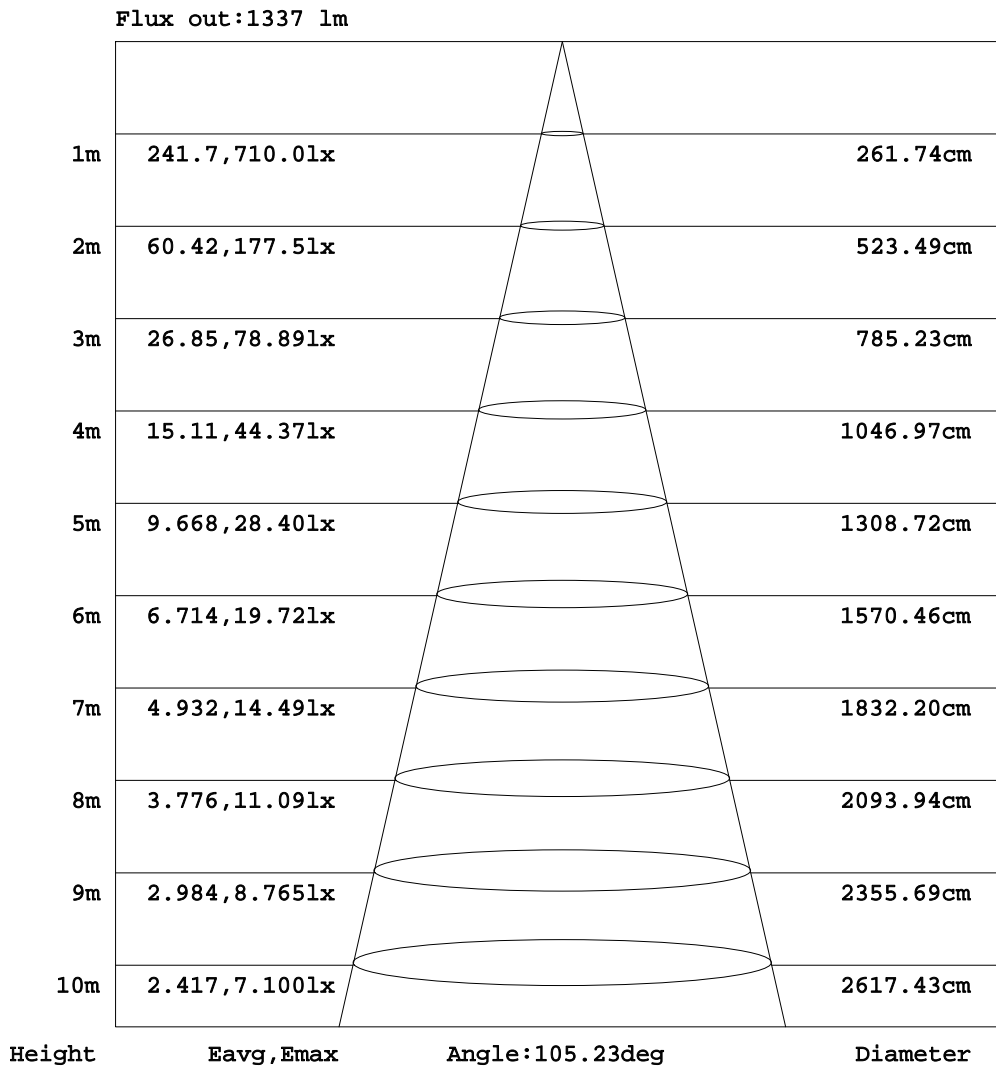 Flux out:1337 lm
1m 241.7,710.0lx 261.74cm
2m 60.42,177.5lx 523.49cm
3m 26.85,78.89lx 785.23cm
4m 15.11,44.37lx 1046.97cm
5m 9.668,28.40lx 1308.72cm
6m 6.714,19.72lx 1570.46cm
7m 4.932,14.49lx 1832.20cm
8m 3.776,11.09lx 2093.94cm
9m 2.984,8.765lx 2355.69cm
10m 2.417,7.100lx 2617.43cm
Height Eavg,Emax Angle:105.23deg Diameter